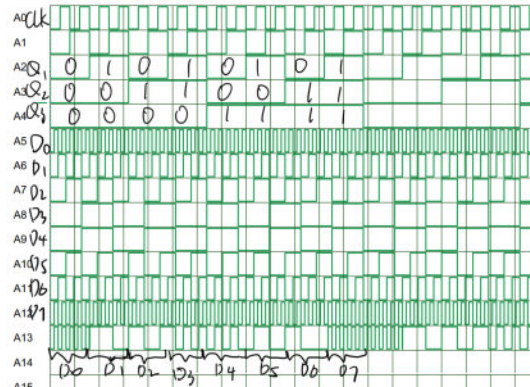 A0 Clk
A1
A2 Q1 0 1 0 1 0 1 0 1
A3 Q2 0 0 1 1 0 0 1 1
A4 Q3 0 0 0 0 1 1 1 1
A5 D0
A6 D1
A7 D2
A8 D3
A9 D4
A10 D5
A11 D6
A12 D7
A13
A14
D0 D1 D2 D3 D4 D5 D6 D7
A15